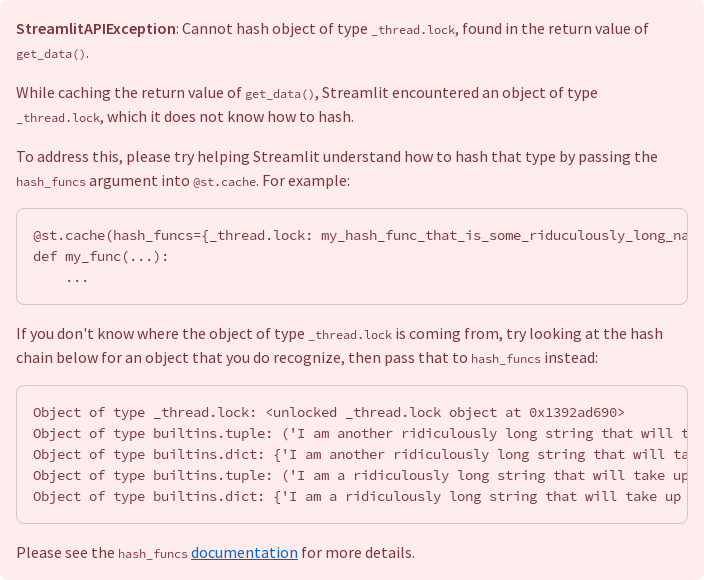 StreamlitAPIException: Cannot hash object of type _thread.lock, found in the return value of
get_data().
While caching the return value of get_data(), Streamlit encountered an object of type
_thread.lock, which it does not know how to hash.
To address this, please try helping Streamlit understand how to hash that type by passing the
hash_funcs argument into @st.cache. For example:
@st.cache(hash_funcs={_thread.lock: my_hash_func_that_is_some_riduculously_long_na
def my_func(...):
    ...
If you don't know where the object of type _thread.lock is coming from, try looking at the hash
chain below for an object that you do recognize, then pass that to hash_funcs instead:
Object of type _thread.lock: <unlocked _thread.lock object at 0x1392ad690>
Object of type builtins.tuple: ('I am another ridiculously long string that will t
Object of type builtins.dict: {'I am another ridiculously long string that will ta
Object of type builtins.tuple: ('I am a ridiculously long string that will take up
Object of type builtins.dict: {'I am a ridiculously long string that will take up
Please see the hash_funcs documentation for more details.